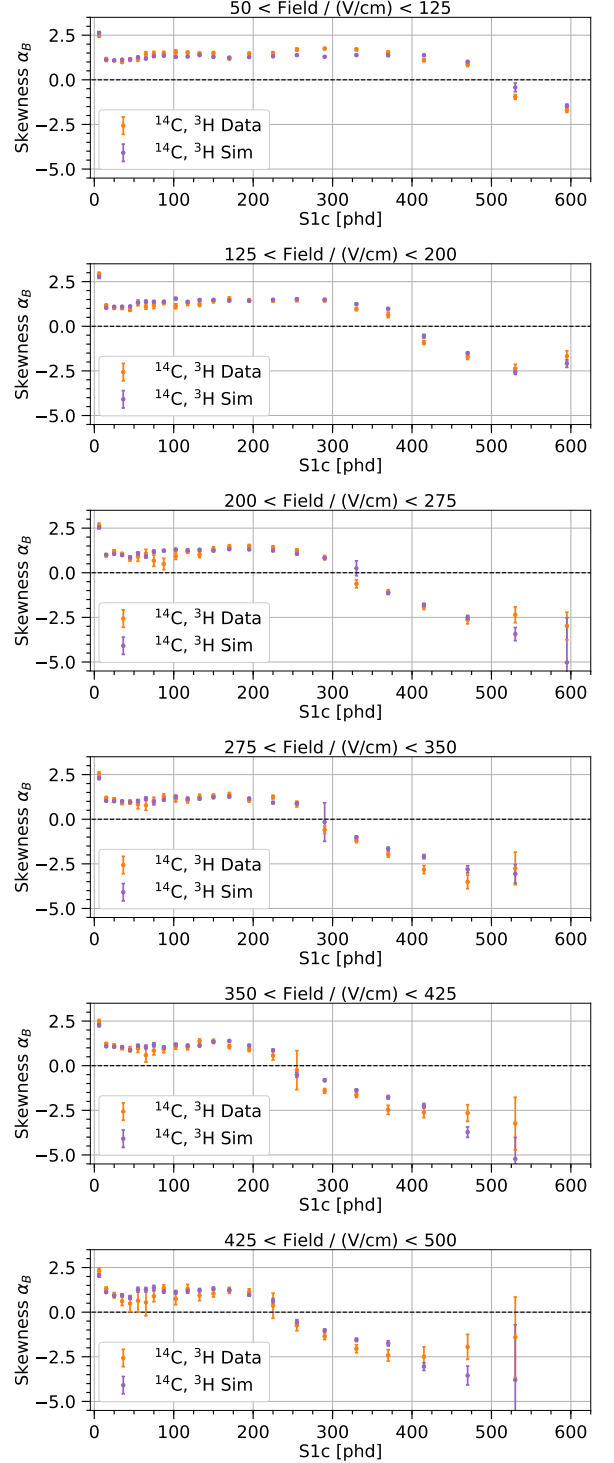 50 < Field / (V/cm) < 125
2.5
0.0
−2.5
−5.0
Skewness α_B
¹⁴C, ³H Data
¹⁴C, ³H Sim
0 100 200 300 400 500 600
S1c [phd]
125 < Field / (V/cm) < 200
2.5
0.0
−2.5
−5.0
Skewness α_B
¹⁴C, ³H Data
¹⁴C, ³H Sim
0 100 200 300 400 500 600
S1c [phd]
200 < Field / (V/cm) < 275
2.5
0.0
−2.5
−5.0
Skewness α_B
¹⁴C, ³H Data
¹⁴C, ³H Sim
0 100 200 300 400 500 600
S1c [phd]
275 < Field / (V/cm) < 350
2.5
0.0
−2.5
−5.0
Skewness α_B
¹⁴C, ³H Data
¹⁴C, ³H Sim
0 100 200 300 400 500 600
S1c [phd]
350 < Field / (V/cm) < 425
2.5
0.0
−2.5
−5.0
Skewness α_B
¹⁴C, ³H Data
¹⁴C, ³H Sim
0 100 200 300 400 500 600
S1c [phd]
425 < Field / (V/cm) < 500
2.5
0.0
−2.5
−5.0
Skewness α_B
¹⁴C, ³H Data
¹⁴C, ³H Sim
0 100 200 300 400 500 600
S1c [phd]